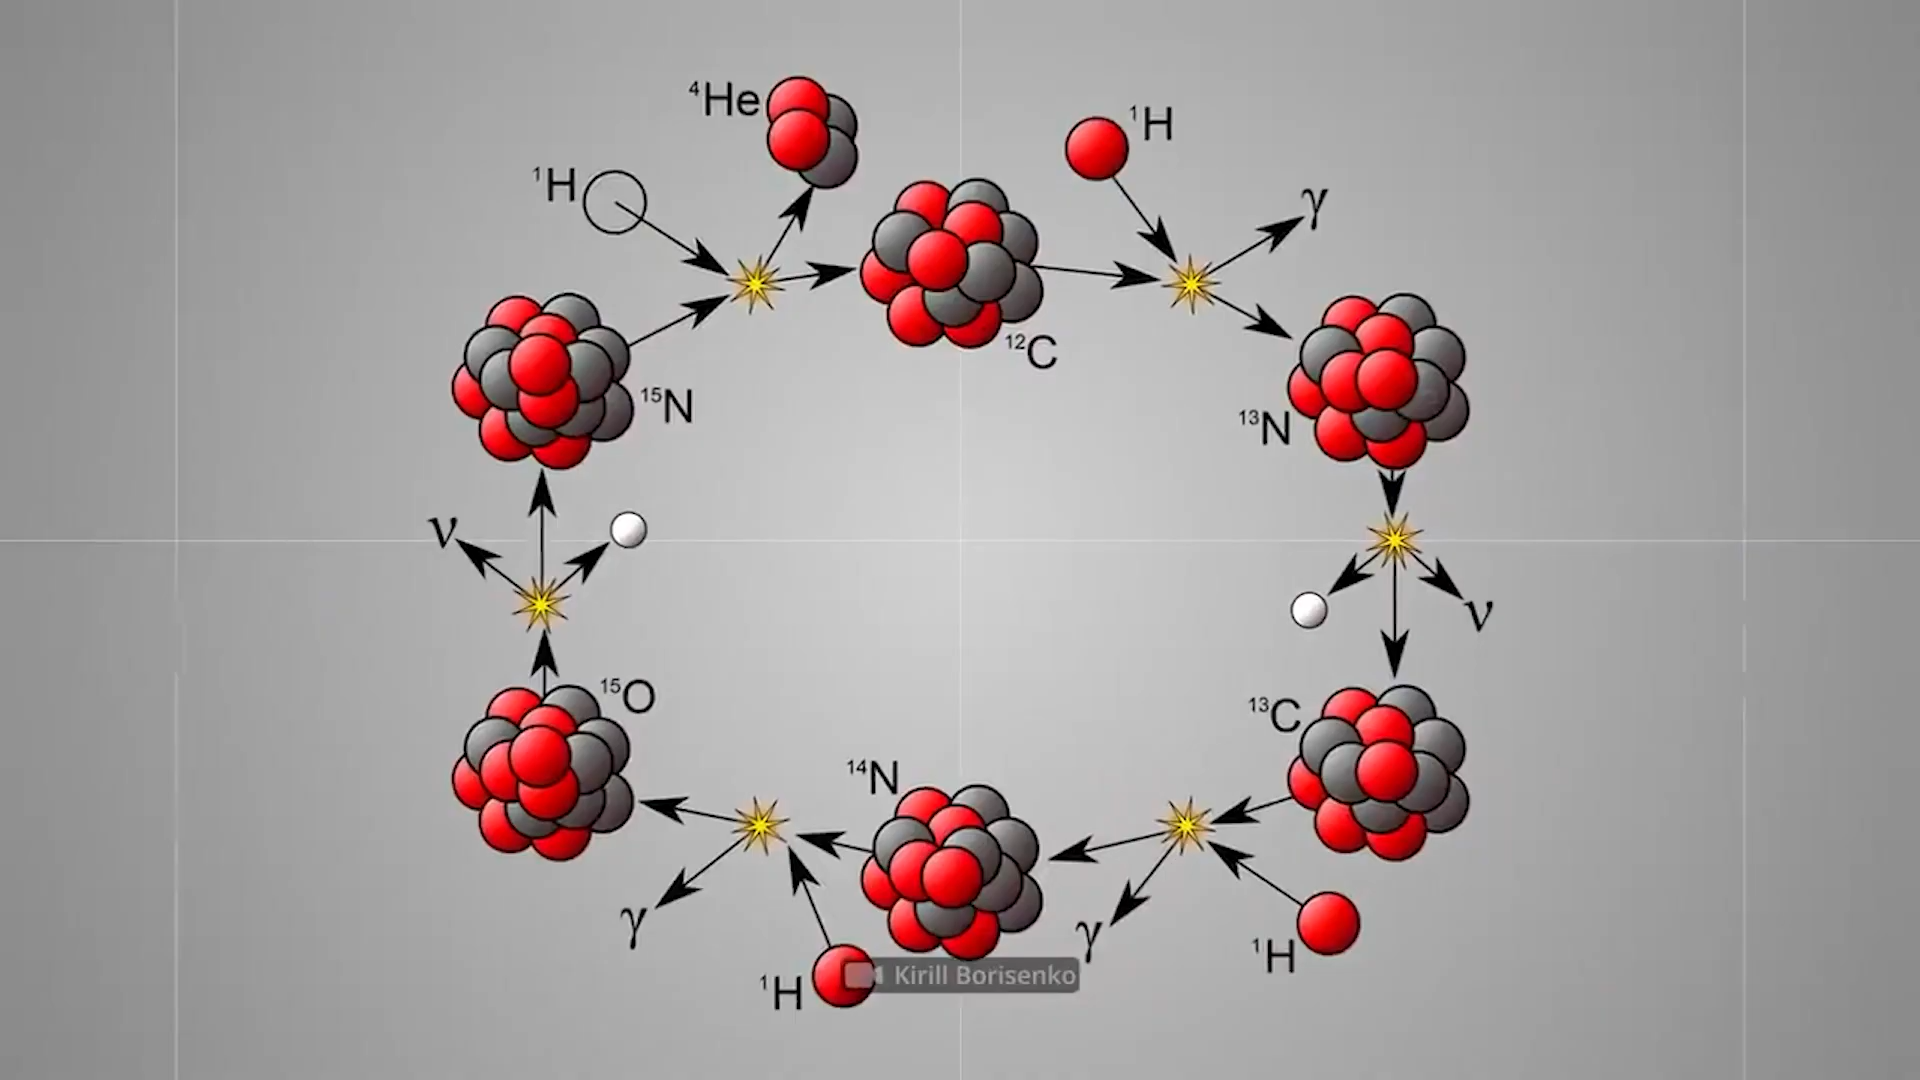 ⁴He
¹H
¹H
γ
¹²C
¹⁵N
¹³N
ν
ν
¹⁵O
¹³C
¹⁴N
γ
γ
¹H
¹H
Kirill Borisenko